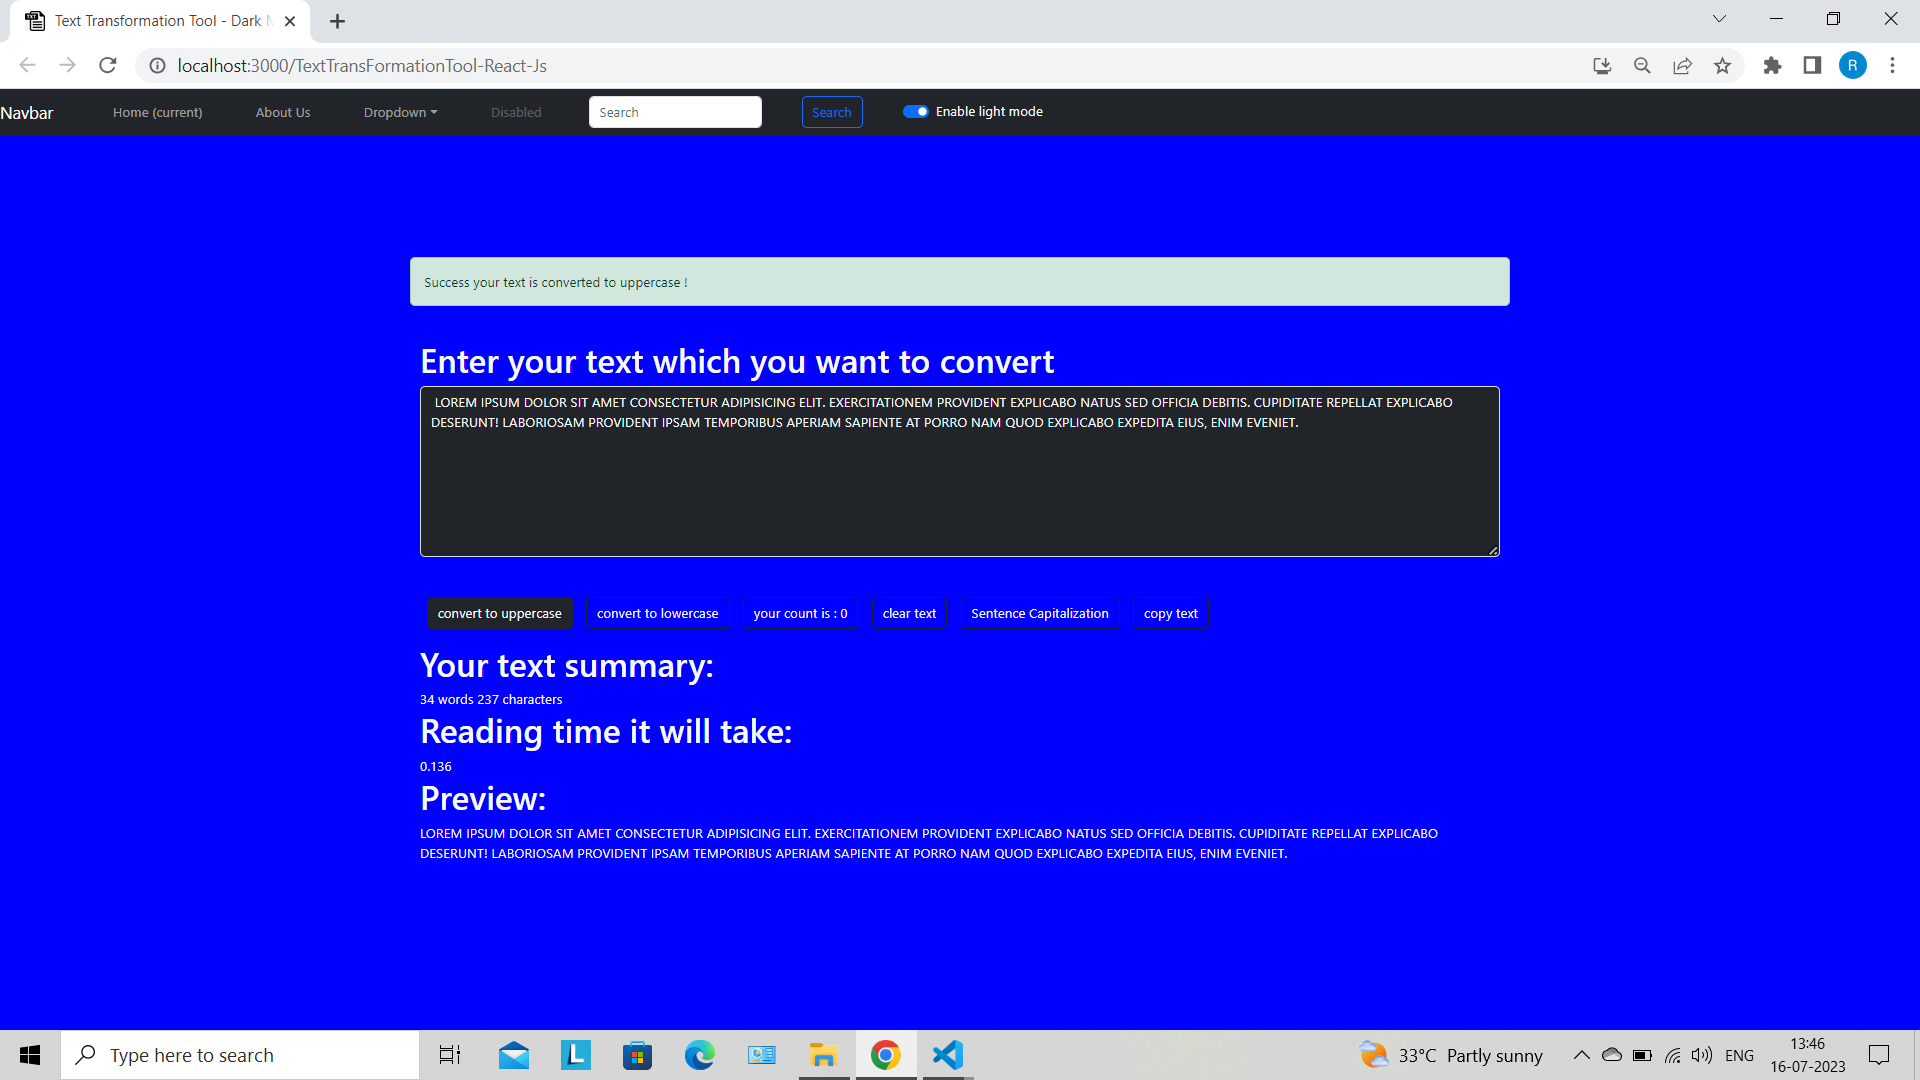 Text Transformation Tool - Dark
localhost:3000/TextTransFormationTool-React-Js
R
Navbar
Home (current)
About Us
Dropdown
Disabled
Search
Search
Enable light mode
Success your text is converted to uppercase !
Enter your text which you want to convert
LOREM IPSUM DOLOR SIT AMET CONSECTETUR ADIPISICING ELIT. EXERCITATIONEM PROVIDENT EXPLICABO NATUS SED OFFICIA DEBITIS. CUPIDITATE REPELLAT EXPLICABO
DESERUNT! LABORIOSAM PROVIDENT IPSAM TEMPORIBUS APERIAM SAPIENTE AT PORRO NAM QUOD EXPLICABO EXPEDITA EIUS, ENIM EVENIET.
convert to uppercase
convert to lowercase
your count is : 0
clear text
Sentence Capitalization
copy text
Your text summary:
34 words 237 characters
Reading time it will take:
0.136
Preview:
LOREM IPSUM DOLOR SIT AMET CONSECTETUR ADIPISICING ELIT. EXERCITATIONEM PROVIDENT EXPLICABO NATUS SED OFFICIA DEBITIS. CUPIDITATE REPELLAT EXPLICABO
DESERUNT! LABORIOSAM PROVIDENT IPSAM TEMPORIBUS APERIAM SAPIENTE AT PORRO NAM QUOD EXPLICABO EXPEDITA EIUS, ENIM EVENIET.
Type here to search
L
33°C Partly sunny
ENG
13:46
16-07-2023